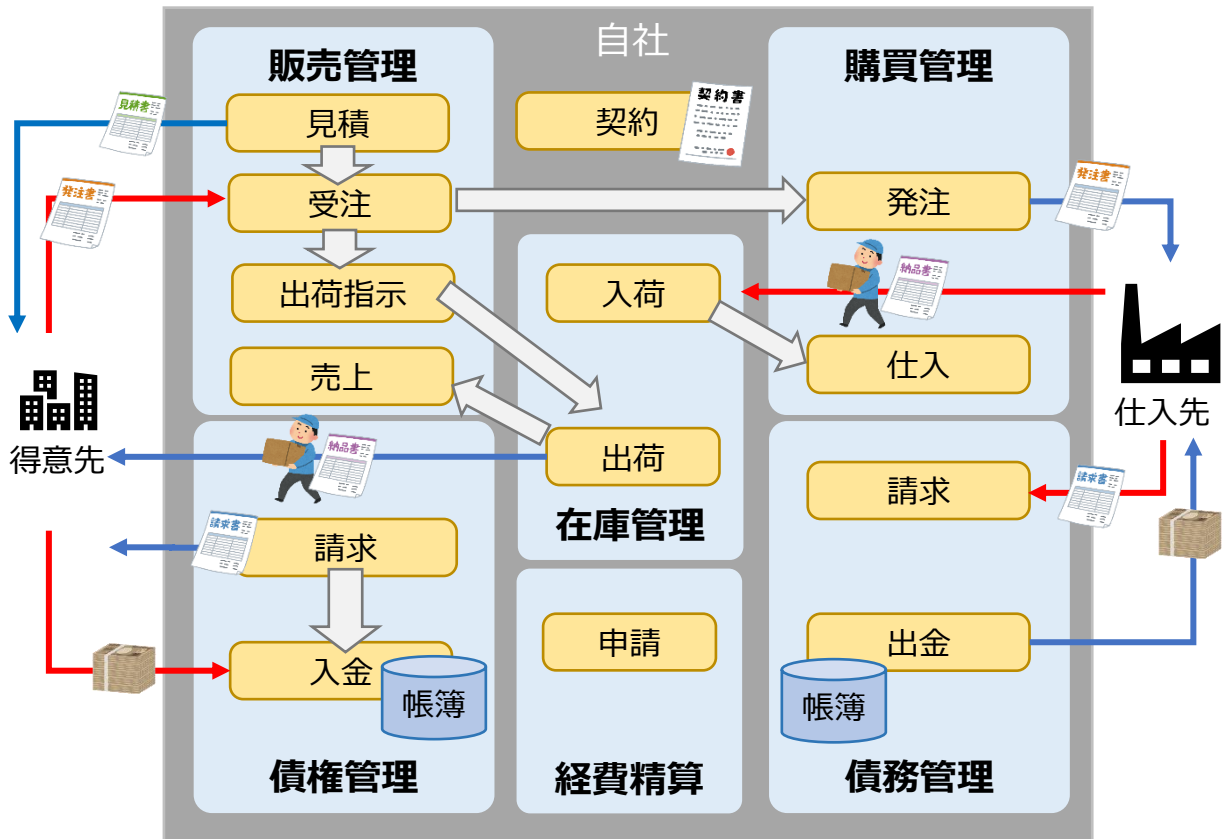 自社
販売管理
見積
見積書
受注
発注書
出荷指示
売上
契約
契約書
購買管理
発注
発注書
入荷
納品書
仕入
仕入先
得意先
出荷
納品書
在庫管理
請求
請求書
入金
帳簿
債権管理
申請
経費精算
請求
請求書
出金
帳簿
債務管理